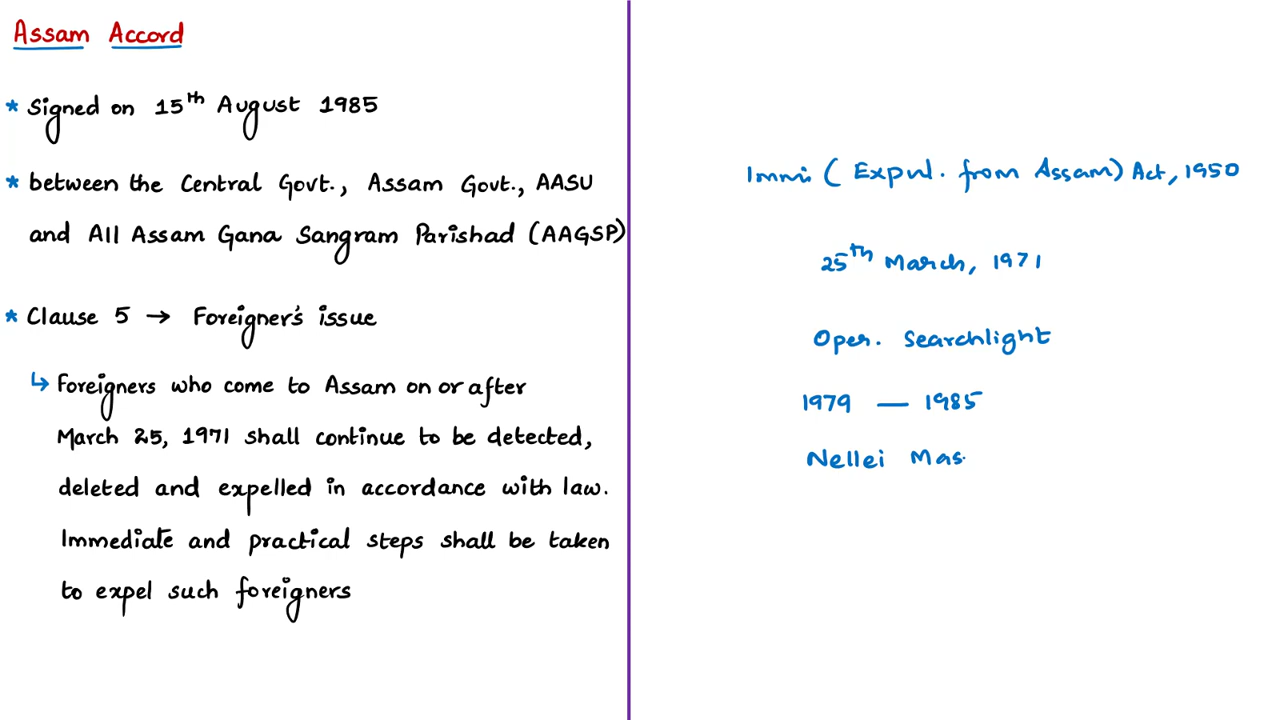 Assam Accord
* Signed on 15th August 1985
* between the Central Govt., Assam Govt., AASU
and All Assam Gana Sangram Parishad (AAGSP)
* Clause 5 → Foreigner's issue
↳ Foreigners who come to Assam on or after
March 25, 1971 shall continue to be detected,
deleted and expelled in accordance with law.
Immediate and practical steps shall be taken
to expel such foreigners
Immi. (Expul. from Assam) Act, 1950
25th March, 1971
Oper. Searchlight
1979 — 1985
Nellei Mas